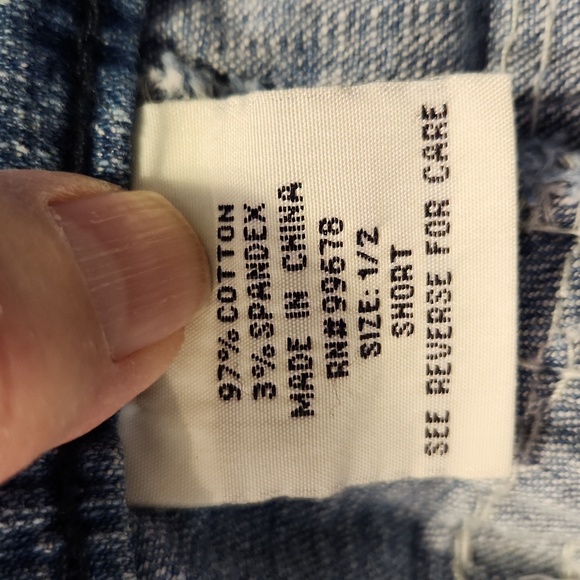 97% COTTON
3% SPANDEX
MADE IN CHINA
RN#99678
SIZE: 1/2
SHORT
SEE REVERSE FOR CARE